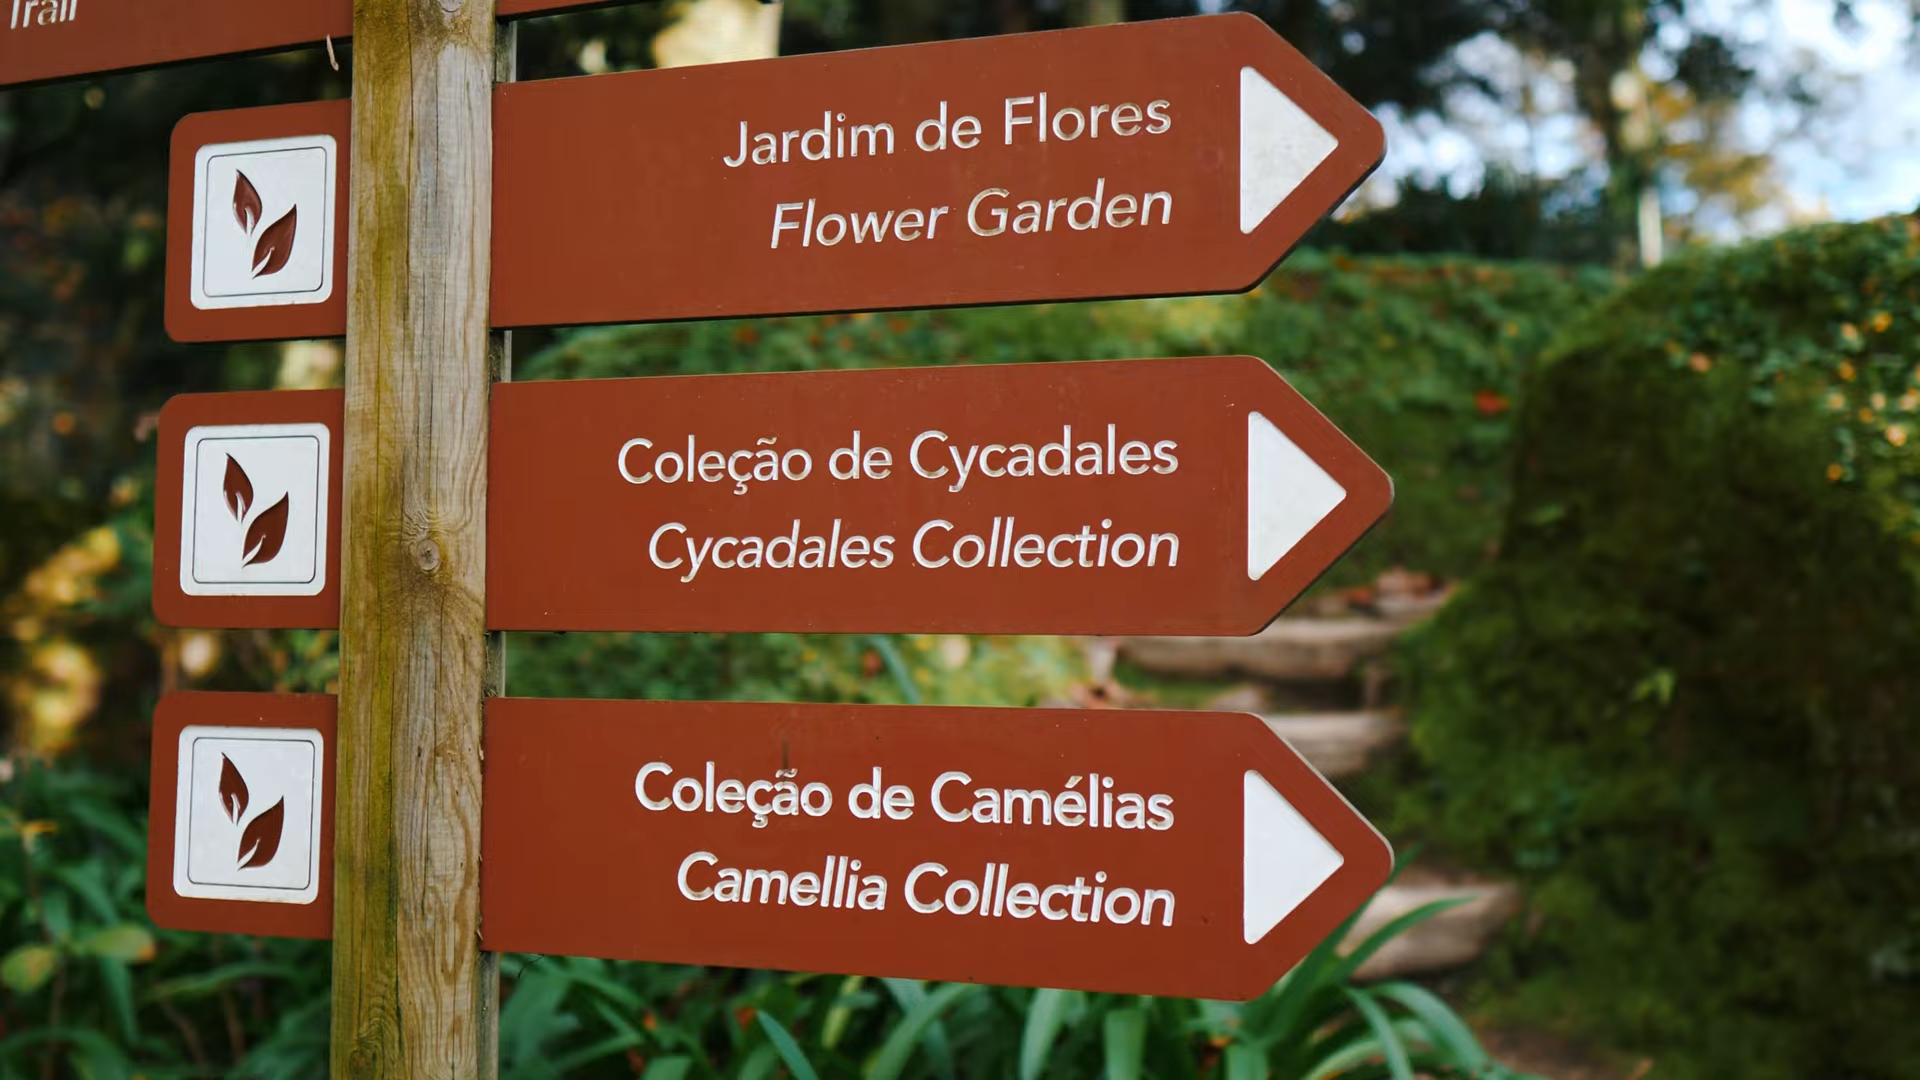 Trail
Jardim de Flores
Flower Garden
Coleção de Cycadales
Cycadales Collection
Coleção de Camélias
Camellia Collection